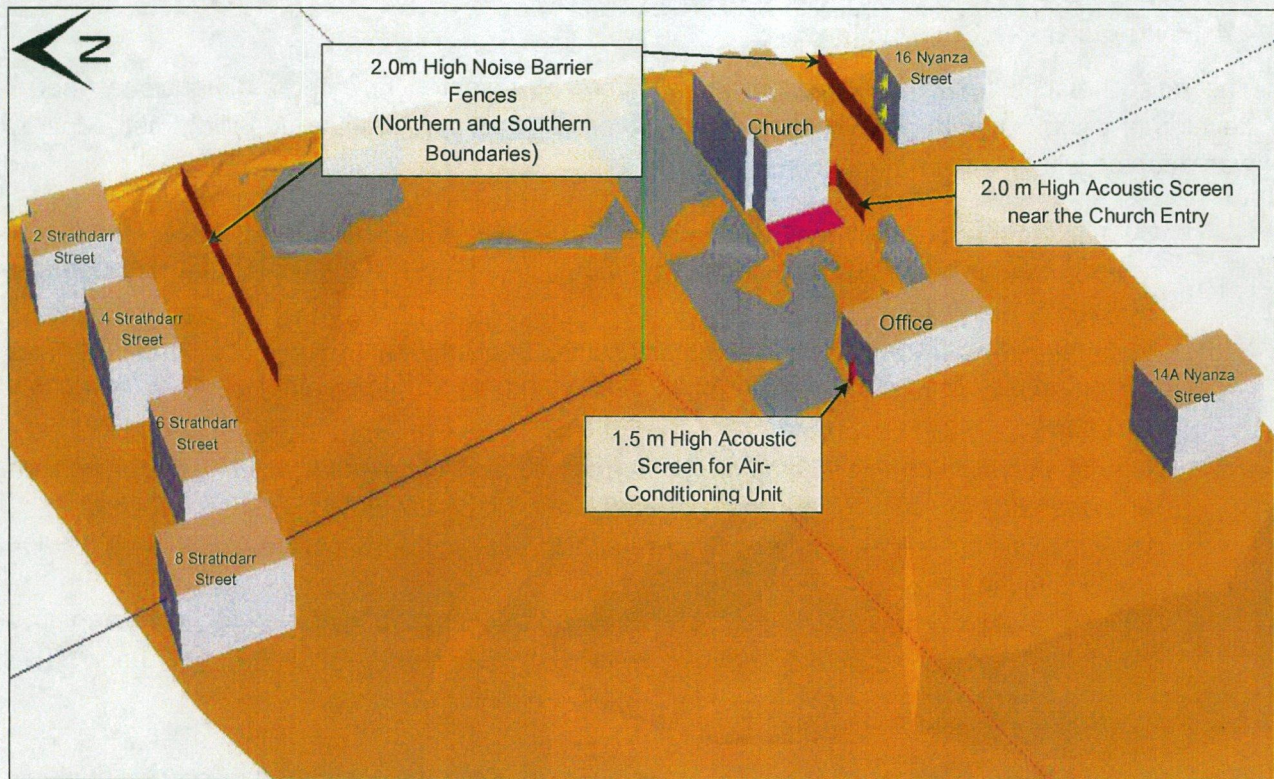 N
2.0m High Noise Barrier
Fences
(Northern and Southern
Boundaries)
16 Nyanza
Street
Church
2.0 m High Acoustic Screen
near the Church Entry
2 Strathdarr
Street
4 Strathdarr
Street
Office
14A Nyanza
Street
6 Strathdarr
Street
1.5 m High Acoustic
Screen for Air-
Conditioning Unit
8 Strathdarr
Street